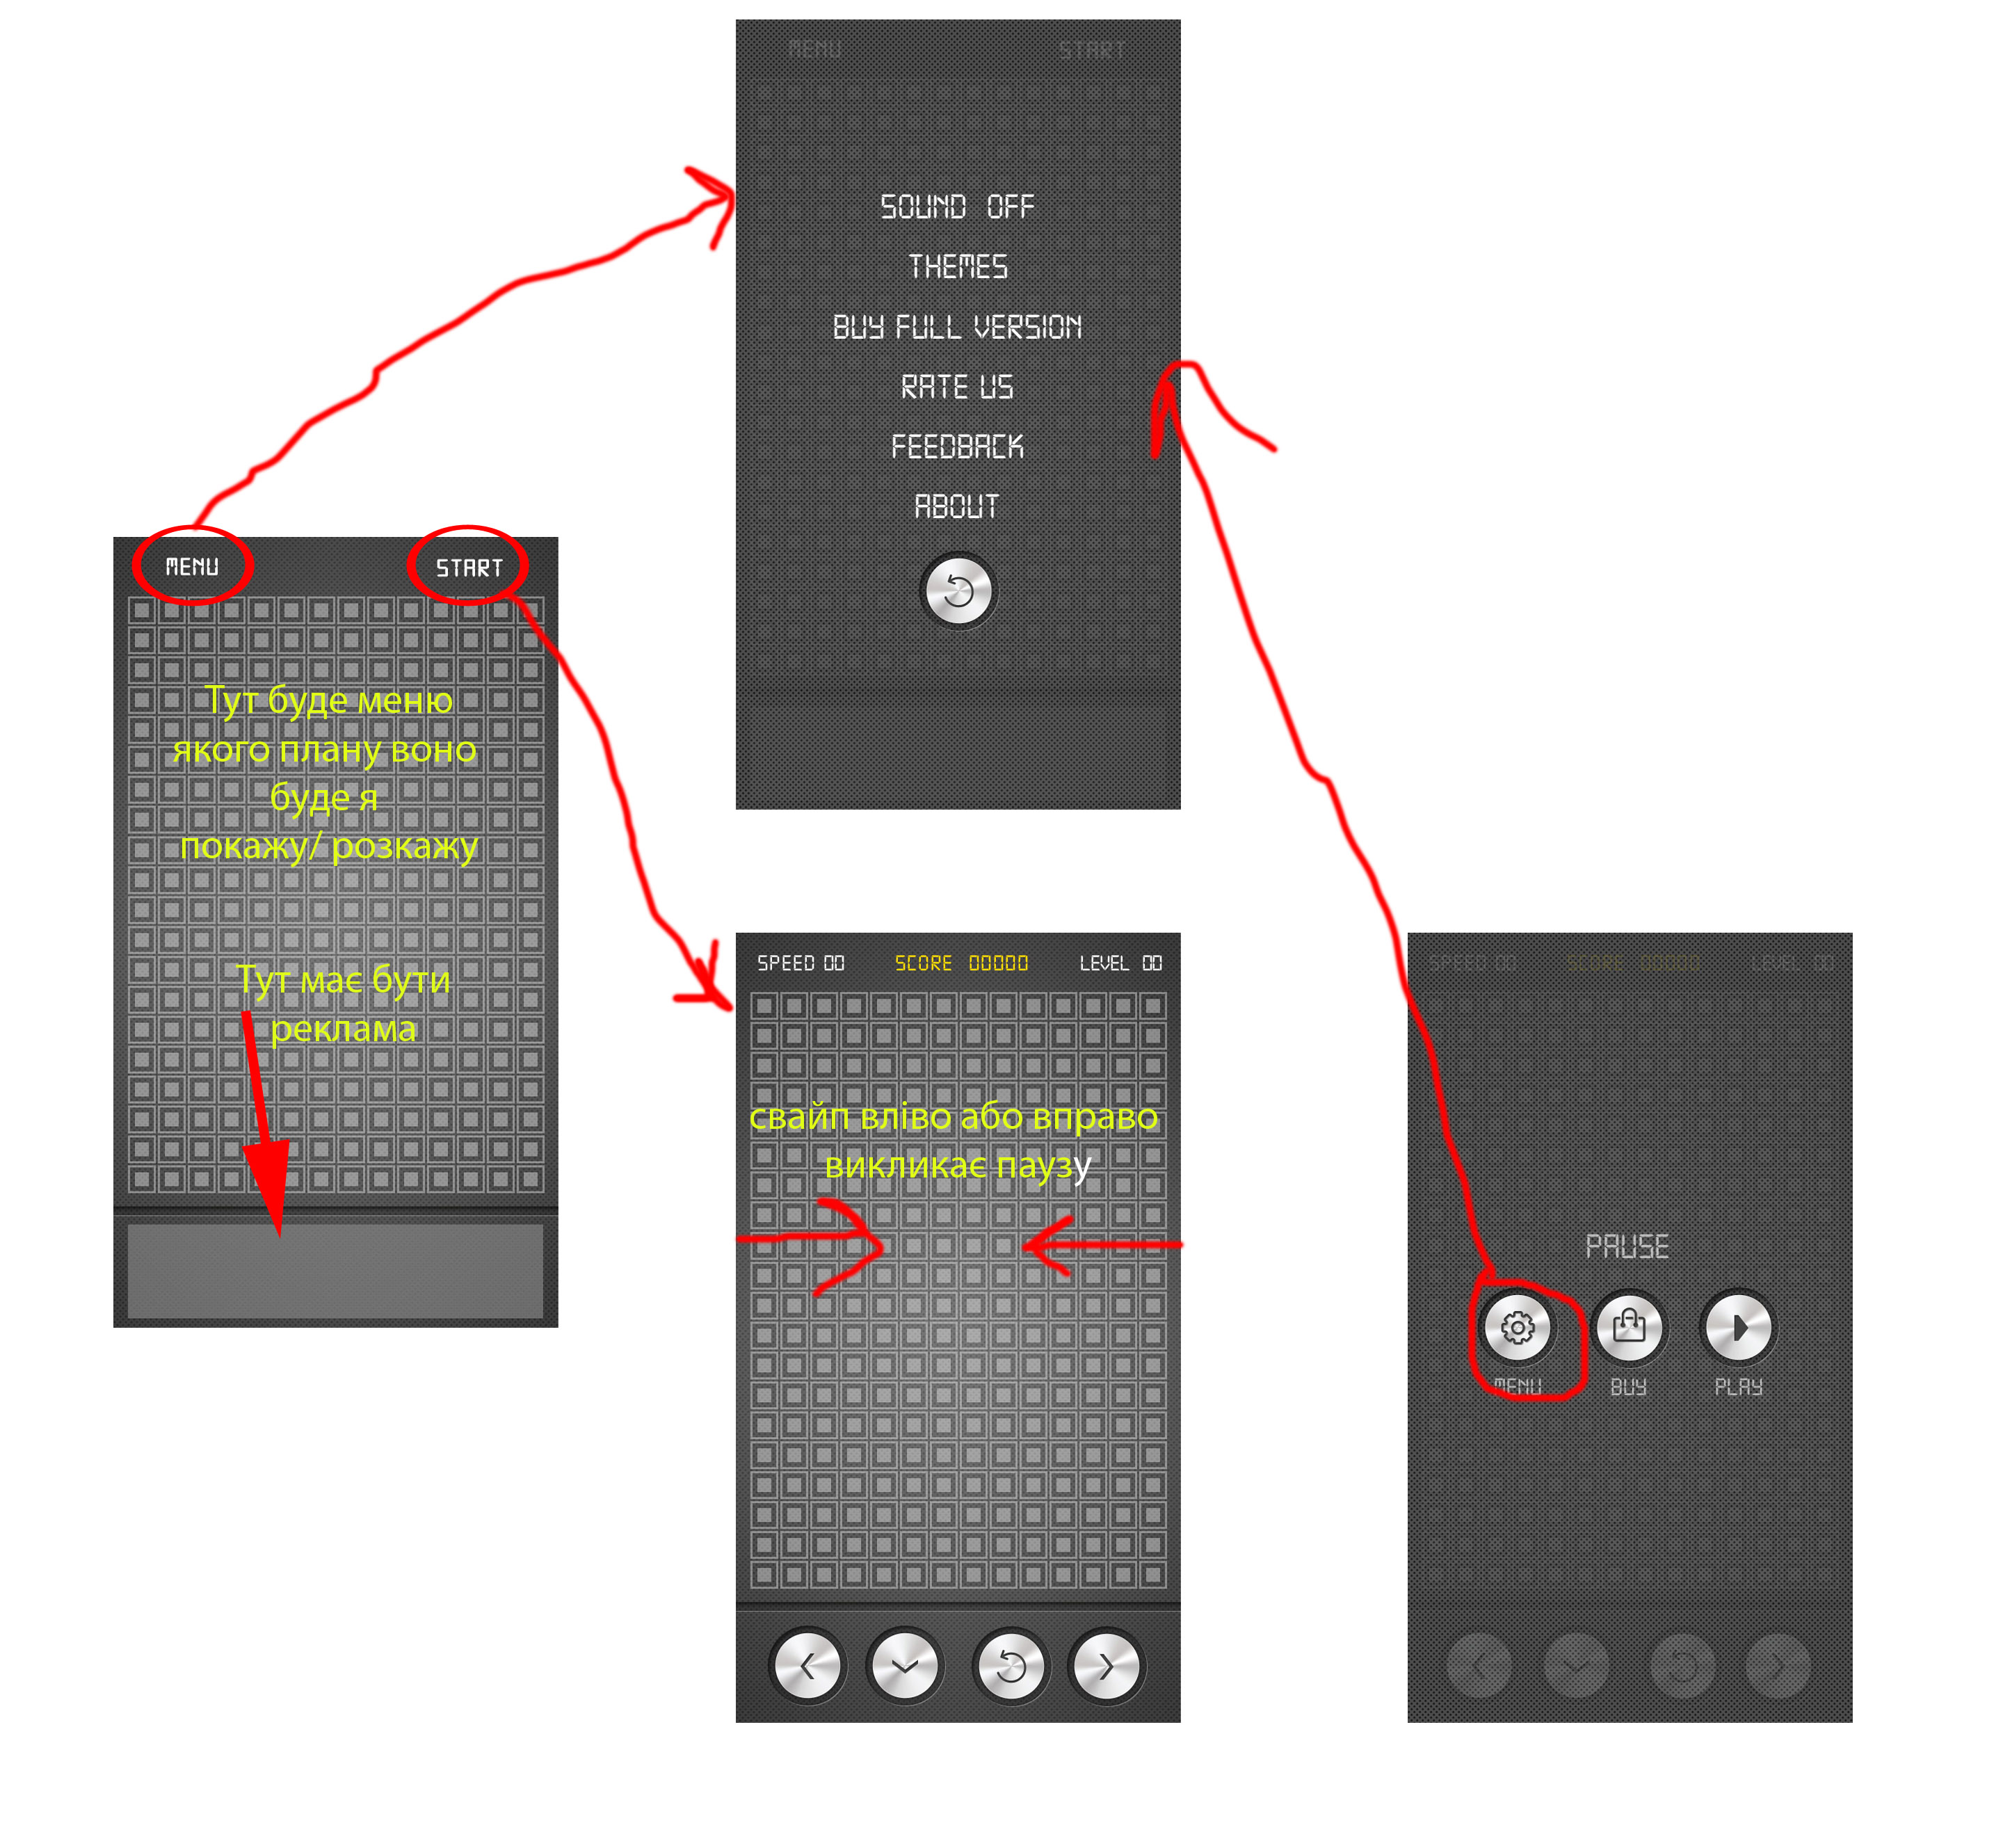 MENU START
SOUND OFF
THEMES
BUY FULL VERSION
RATE US
FEEDBACK
ABOUT
MENU START
Тут буде меню
якого плану воно
буде я
покажу/ розкажу
Тут має бути
реклама
SPEED 00 SCORE 00000 LEVEL 00
свайп вліво або вправо
викликає паузу
SPEED 00 SCORE 00000 LEVEL 00
PAUSE
MENU BUY PLAY